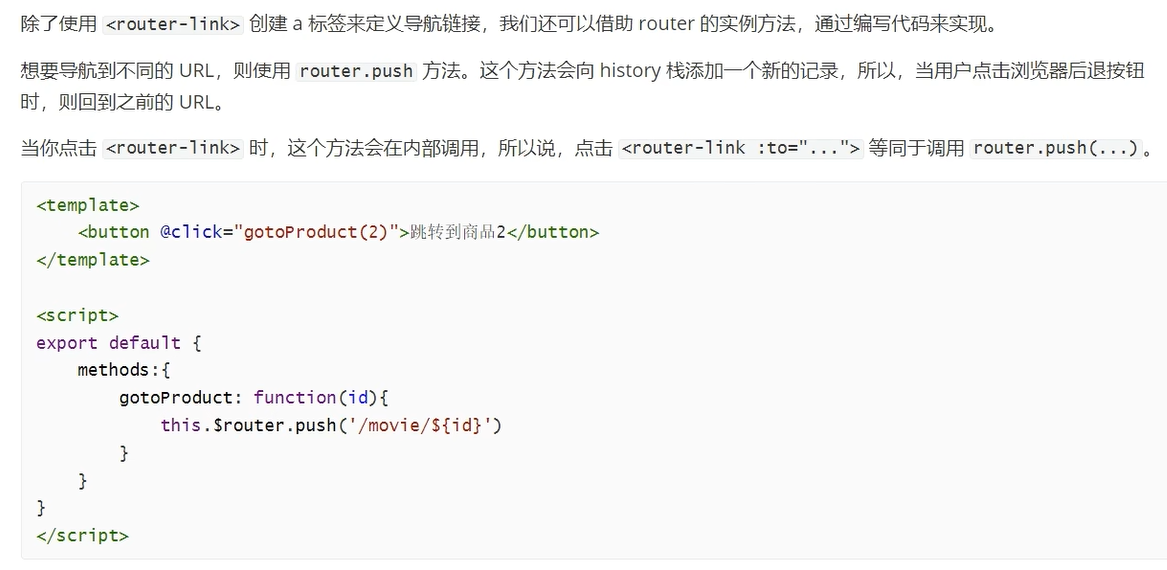 除了使用 <router-link> 创建 a 标签来定义导航链接，我们还可以借助 router 的实例方法，通过编写代码来实现。
想要导航到不同的 URL，则使用 router.push 方法。这个方法会向 history 栈添加一个新的记录，所以，当用户点击浏览器后退按钮
时，则回到之前的 URL。
当你点击 <router-link> 时，这个方法会在内部调用，所以说，点击 <router-link :to="..."> 等同于调用 router.push(...)。
<template>
    <button @click="gotoProduct(2)">跳转到商品2</button>
</template>
<script>
export default {
    methods:{
        gotoProduct: function(id){
            this.$router.push('/movie/${id}')
        }
    }
}
</script>